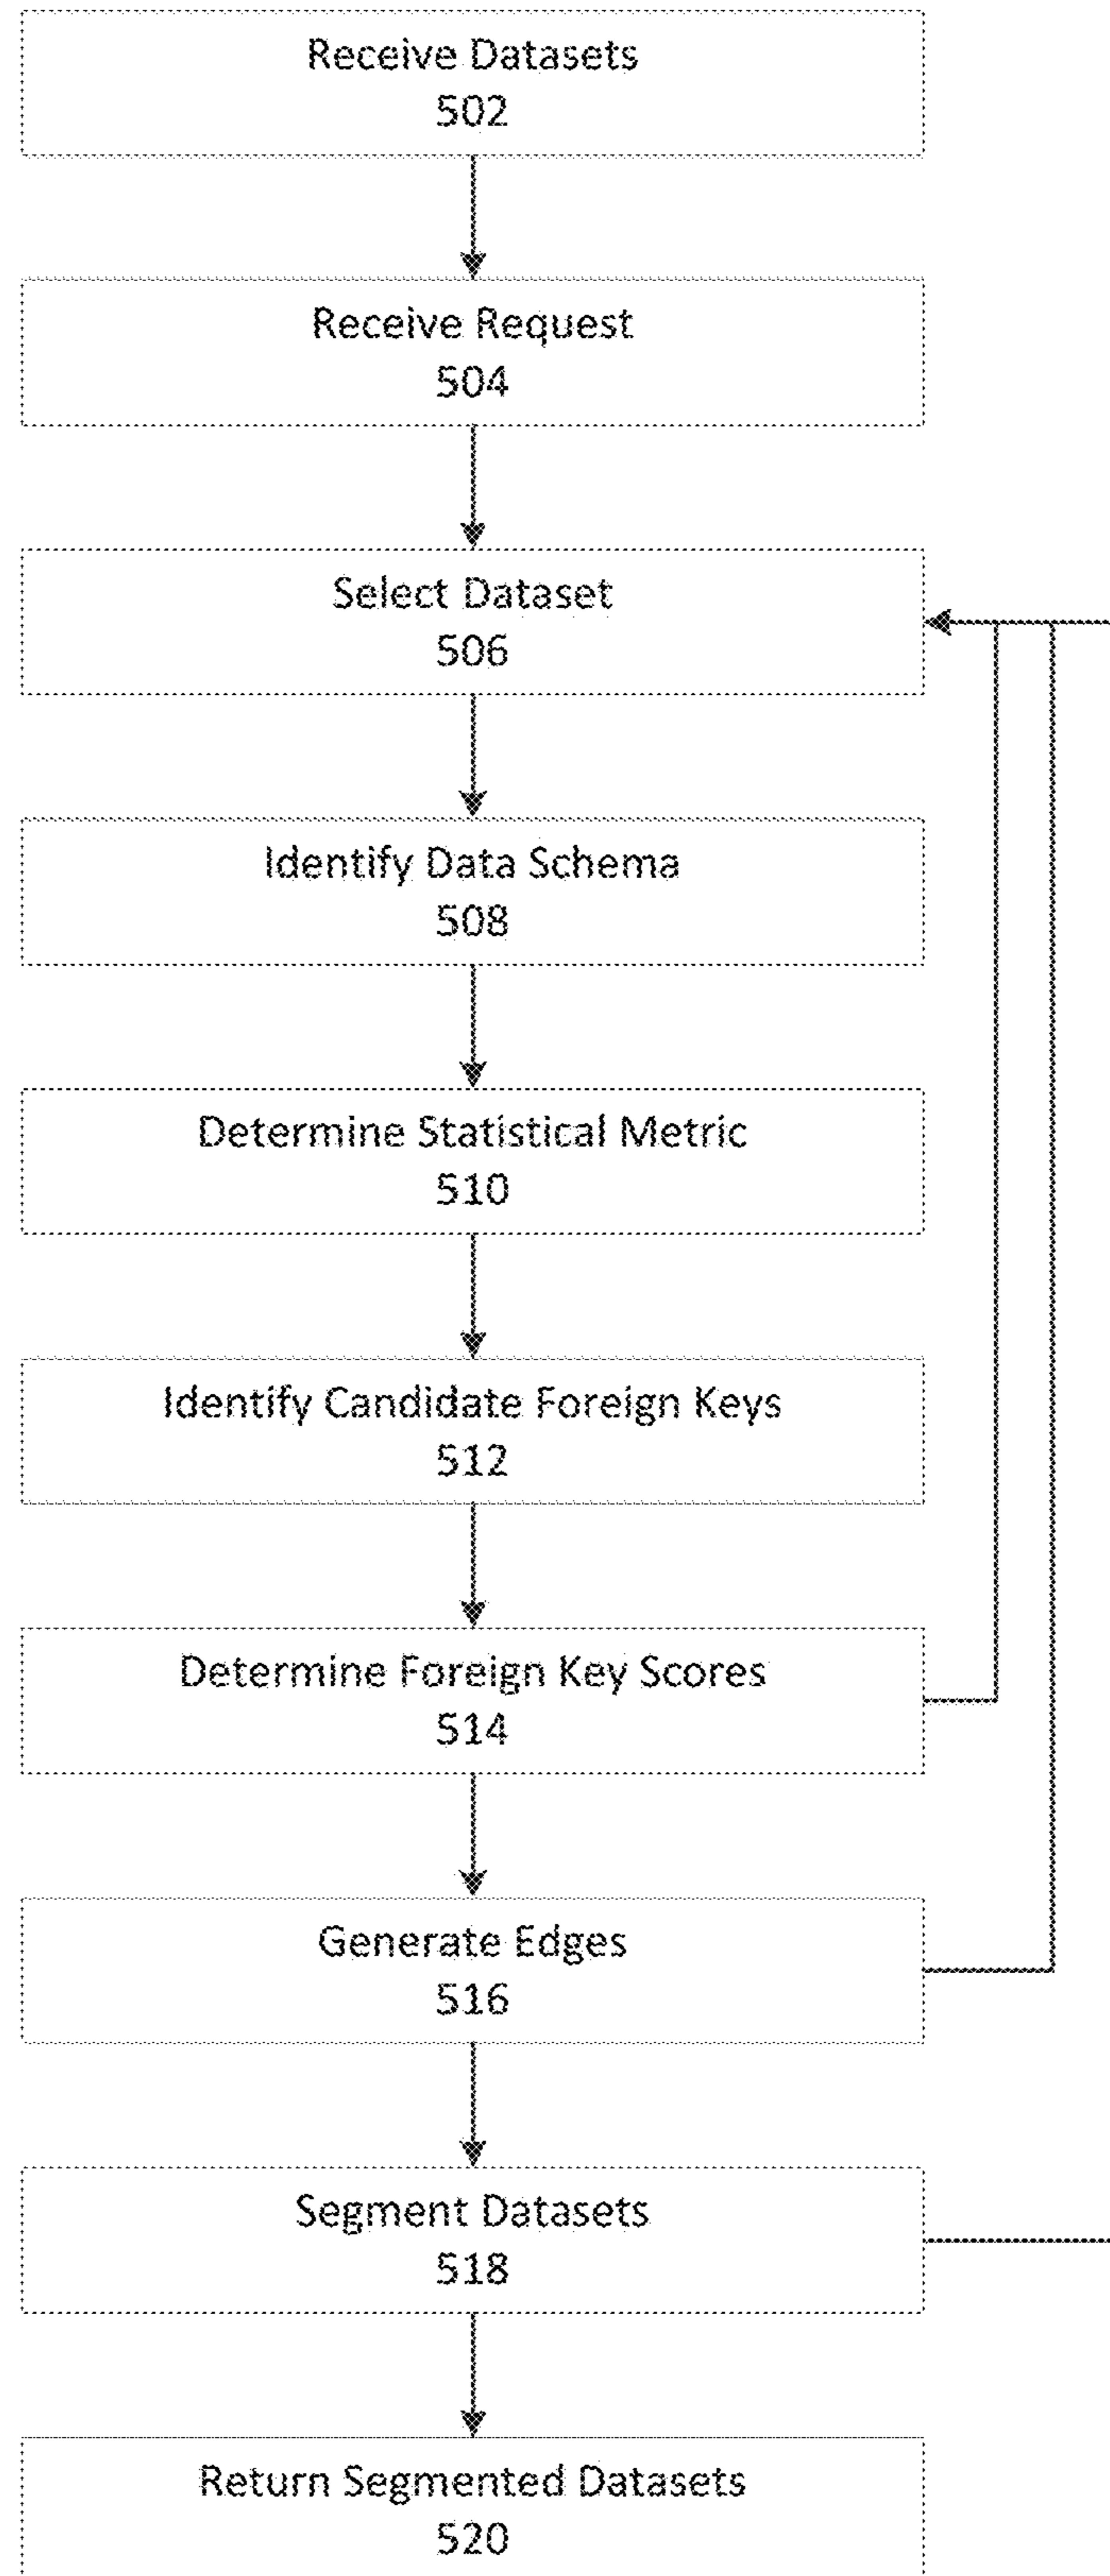 Receive Datasets
502
Receive Request
504
Select Dataset
506
Identify Data Schema
508
Determine Statistical Metric
510
Identify Candidate Foreign Keys
512
Determine Foreign Key Scores
514
Generate Edges
516
Segment Datasets
518
Return Segmented Datasets
520